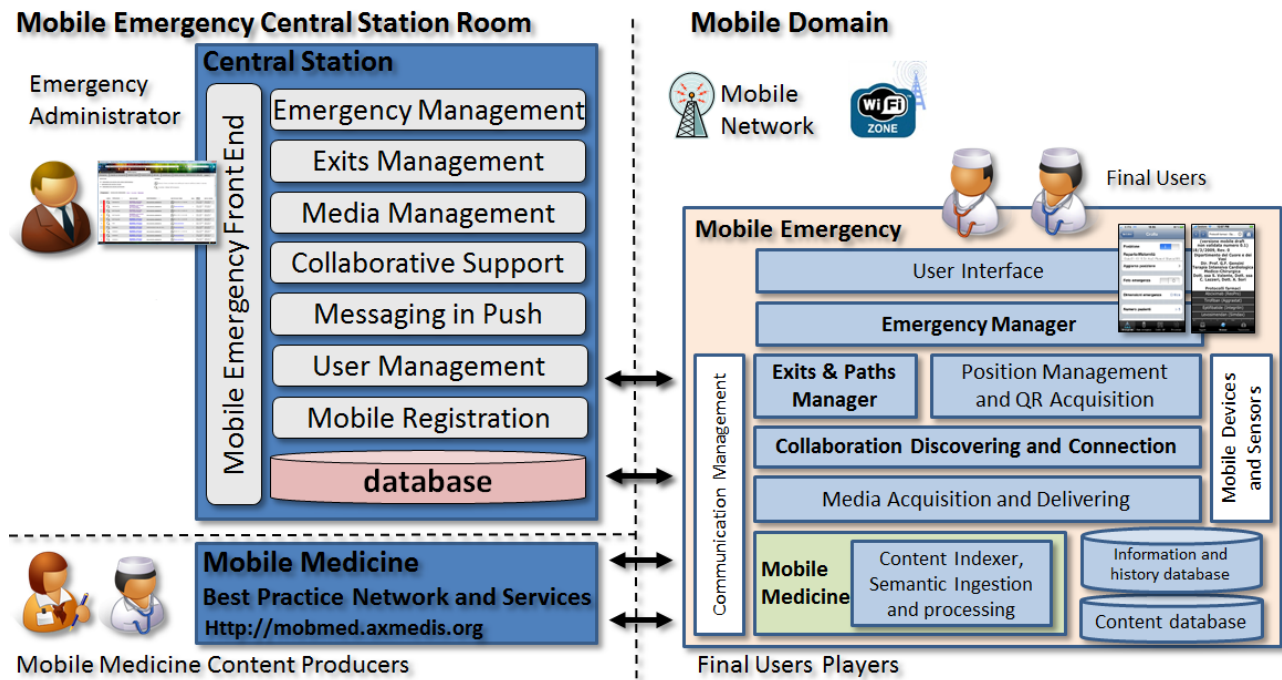 Mobile Emergency Central Station Room
Emergency
Administrator
Central Station
Mobile Emergency Front End
Emergency Management
Exits Management
Media Management
Collaborative Support
Messaging in Push
User Management
Mobile Registration
database
Mobile Medicine
Best Practice Network and Services
Http://mobmed.axmedis.org
Mobile Medicine Content Producers
Mobile Domain
Mobile
Network
Wi Fi
ZONE
Final Users
Mobile Emergency
User Interface
Emergency Manager
Communication Management
Exits & Paths
Manager
Position Management
and QR Acquisition
Mobile Devices
and Sensors
Collaboration Discovering and Connection
Media Acquisition and Delivering
Mobile
Medicine
Content Indexer,
Semantic Ingestion
and processing
Information and
history database
Content database
Final Users Players